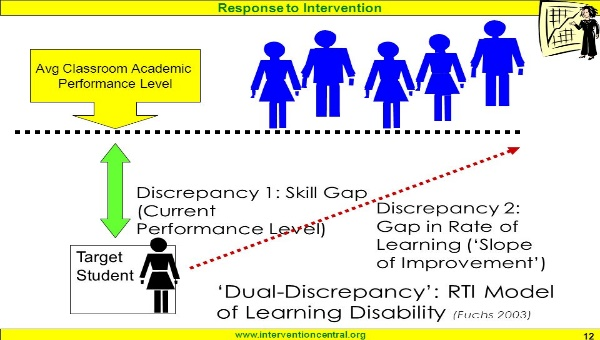 Response to Intervention
Avg Classroom Academic
Performance Level
Discrepancy 1: Skill Gap
(Current
Performance Level)
Discrepancy 2:
Gap in Rate of
Learning (‘Slope
of Improvement’)
Target
Student
‘Dual-Discrepancy’: RTI Model
of Learning Disability (Fuchs 2003)
www.interventioncentral.org
12